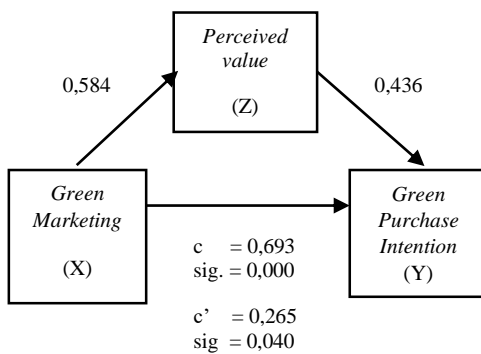 Perceived
value
(Z)
0,584
0,436
Green
Marketing
(X)
Green
Purchase
Intention
(Y)
c = 0,693
sig. = 0,000
c’ = 0,265
sig = 0,040